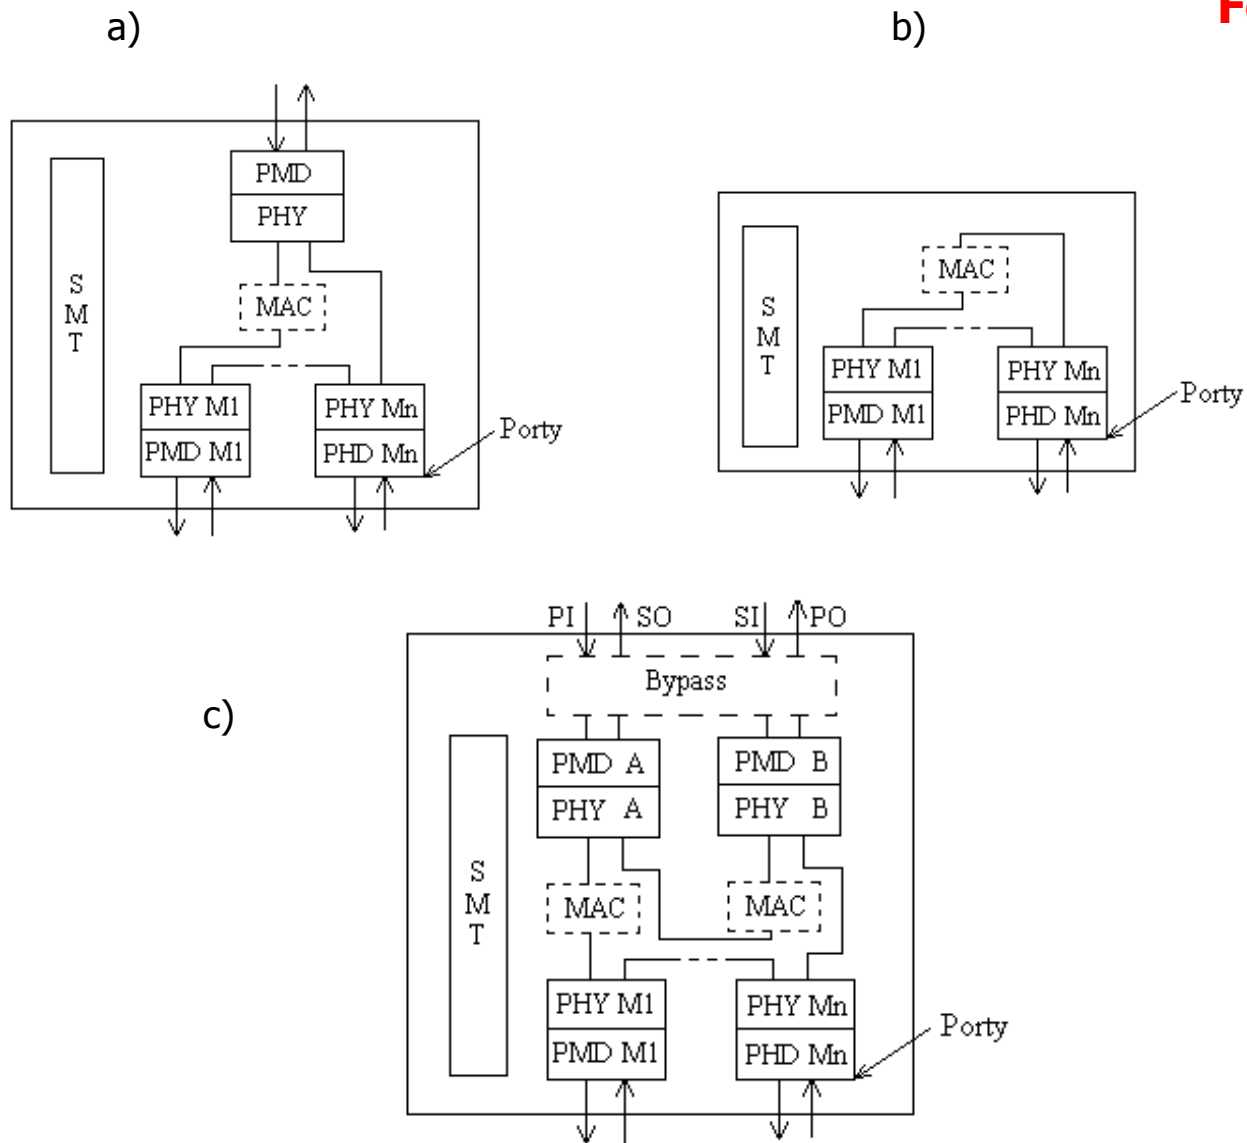 a)
b)
PMD
PHY
S
M
T
MAC
PHY M1
PMD M1
PHY Mn
PHD Mn
Porty
S
M
T
MAC
PHY M1
PMD M1
PHY Mn
PHD Mn
Porty
c)
PI
SO
SI
PO
Bypass
PMD A
PHY A
PMD B
PHY B
S
M
T
MAC
MAC
PHY M1
PMD M1
PHY Mn
PHD Mn
Porty